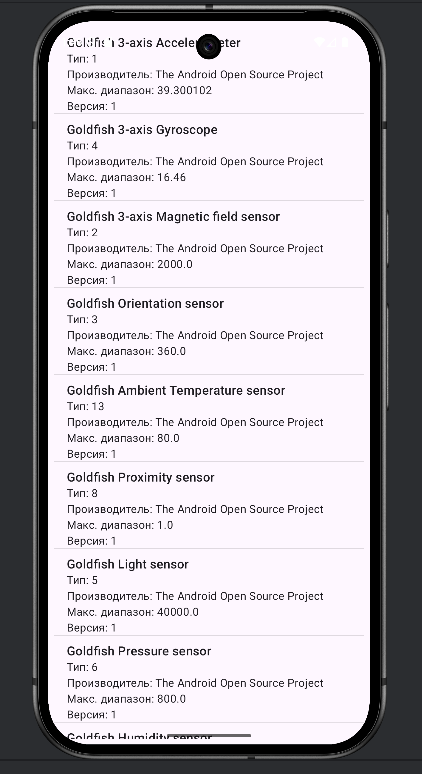 Goldfish 3-axis Accelerometer
Тип: 1
Производитель: The Android Open Source Project
Макс. диапазон: 39.300102
Версия: 1
Goldfish 3-axis Gyroscope
Тип: 4
Производитель: The Android Open Source Project
Макс. диапазон: 16.46
Версия: 1
Goldfish 3-axis Magnetic field sensor
Тип: 2
Производитель: The Android Open Source Project
Макс. диапазон: 2000.0
Версия: 1
Goldfish Orientation sensor
Тип: 3
Производитель: The Android Open Source Project
Макс. диапазон: 360.0
Версия: 1
Goldfish Ambient Temperature sensor
Тип: 13
Производитель: The Android Open Source Project
Макс. диапазон: 80.0
Версия: 1
Goldfish Proximity sensor
Тип: 8
Производитель: The Android Open Source Project
Макс. диапазон: 1.0
Версия: 1
Goldfish Light sensor
Тип: 5
Производитель: The Android Open Source Project
Макс. диапазон: 40000.0
Версия: 1
Goldfish Pressure sensor
Тип: 6
Производитель: The Android Open Source Project
Макс. диапазон: 800.0
Версия: 1
Goldfish Humidity sensor